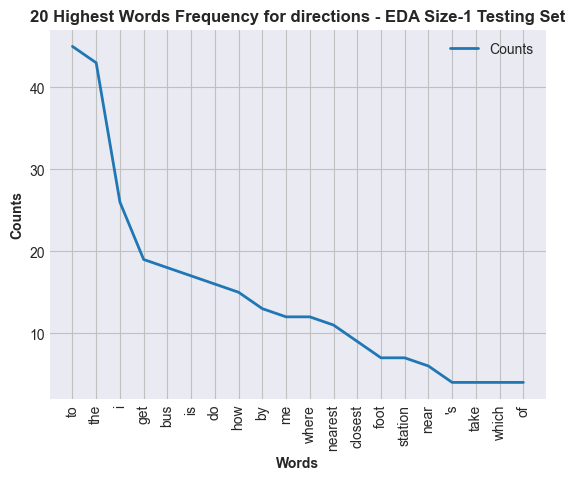 20 Highest Words Frequency for directions - EDA Size-1 Testing Set
Counts
40
30
20
10
Counts
to
the
i
get
bus
is
do
how
by
me
where
nearest
closest
foot
station
near
's
take
which
of
Words